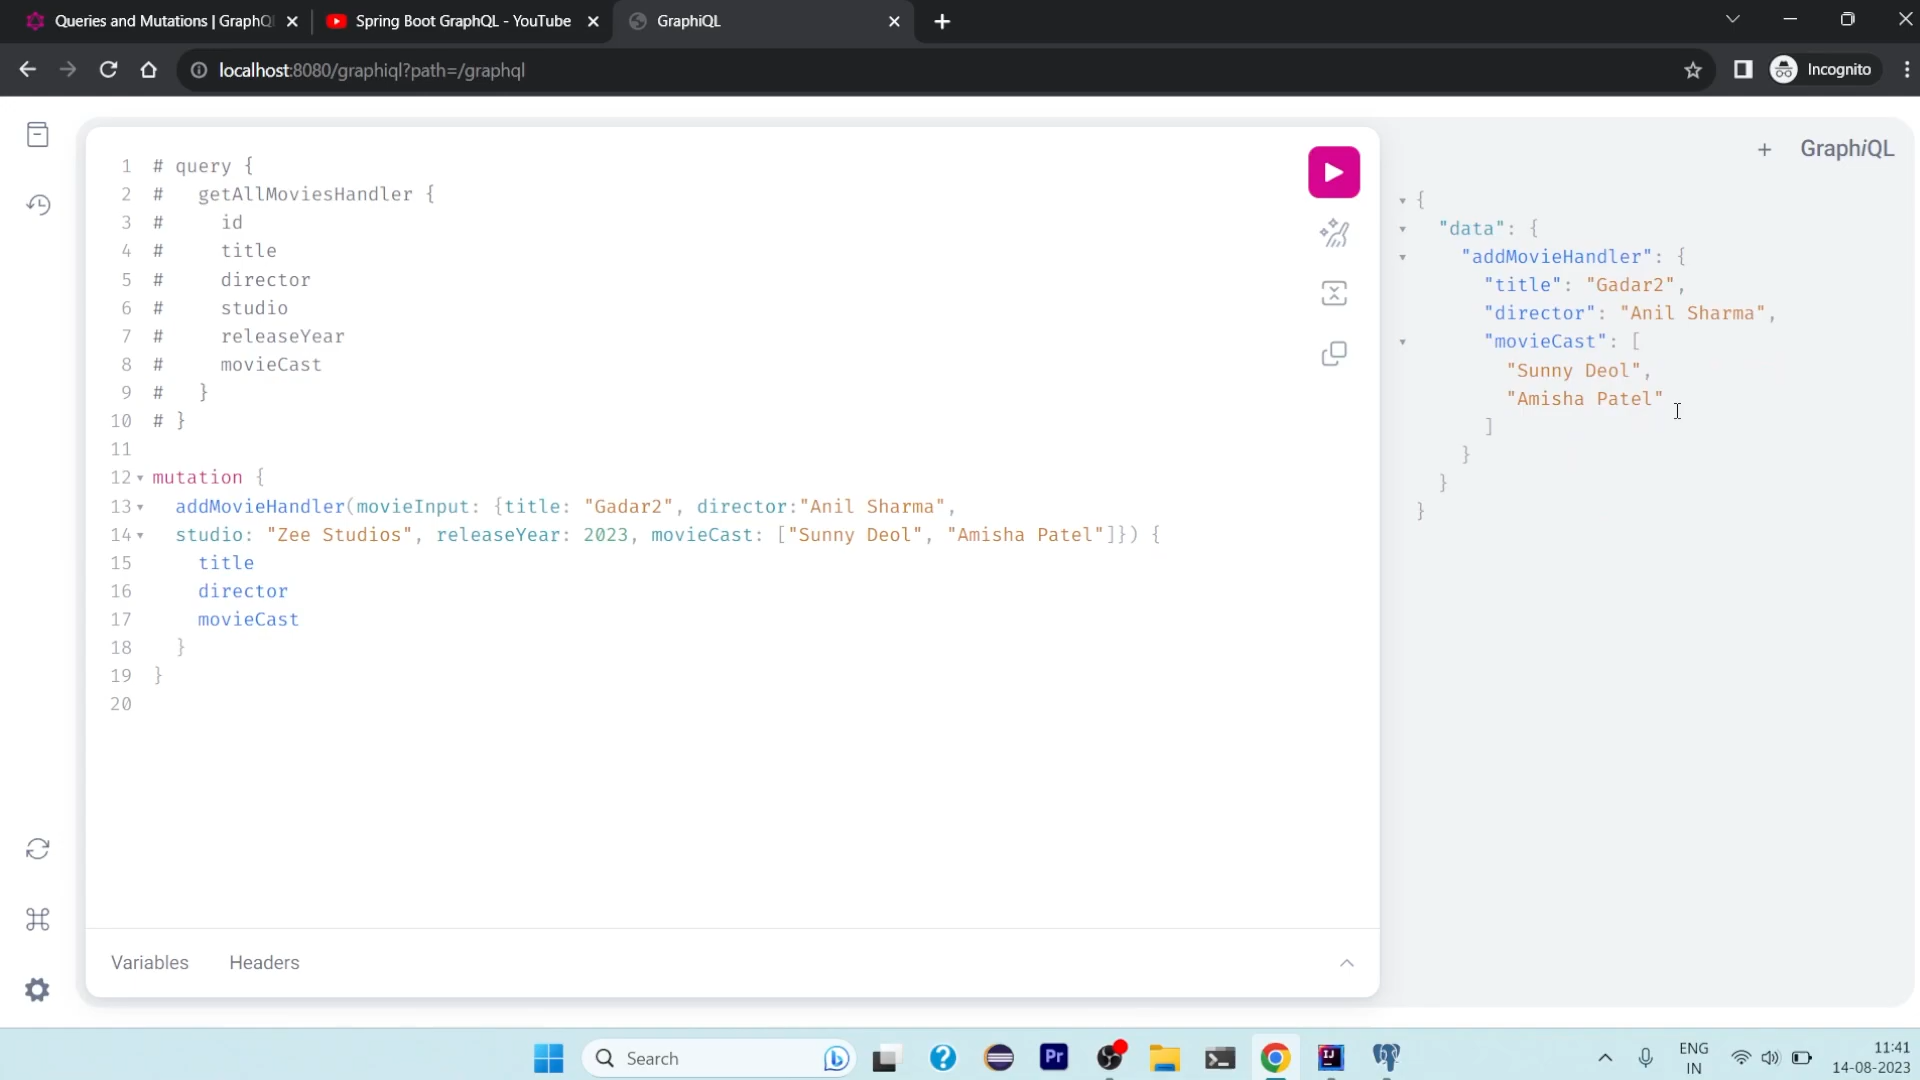 Queries and Mutations | GraphQ
Spring Boot GraphQL - YouTube
GraphiQL
localhost:8080/graphiql?path=/graphql
Incognito
GraphiQL
1 # query {
2 #   getAllMoviesHandler {
3 #     id
4 #     title
5 #     director
6 #     studio
7 #     releaseYear
8 #     movieCast
9 #   }
10 # }
11
12 mutation {
13   addMovieHandler(movieInput: {title: "Gadar2", director:"Anil Sharma",
14   studio: "Zee Studios", releaseYear: 2023, movieCast: ["Sunny Deol", "Amisha Patel"]}) {
15     title
16     director
17     movieCast
18   }
19 }
20
{
  "data": {
    "addMovieHandler": {
      "title": "Gadar2",
      "director": "Anil Sharma",
      "movieCast": [
        "Sunny Deol",
        "Amisha Patel"
      ]
    }
  }
}
Variables Headers
Search
Pr
IJ
ENG
IN
11:41
14-08-2023